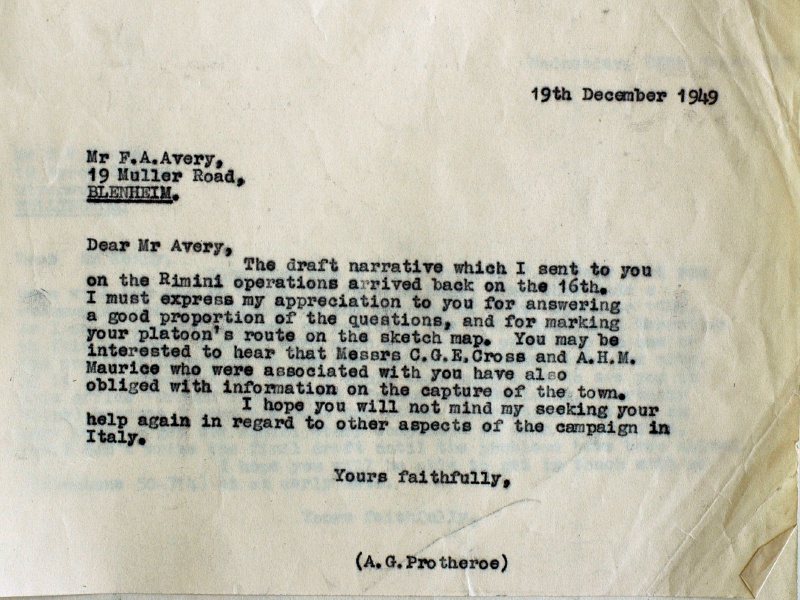 19th December 1949
Mr F.A.Avery,
19 Muller Road,
BLENHEIM.
Dear Mr Avery,
The draft narrative which I sent to you
on the Rimini operations arrived back on the 16th.
I must express my appreciation to you for answering
a good proportion of the questions, and for marking
your platoon's route on the sketch map. You may be
interested to hear that Messrs C.G.E.Cross and A.H.M.
Maurice who were associated with you have also
obliged with information on the capture of the town.
I hope you will not mind my seeking your
help again in regard to other aspects of the campaign in
Italy.
Yours faithfully,
(A.G.Protheroe)